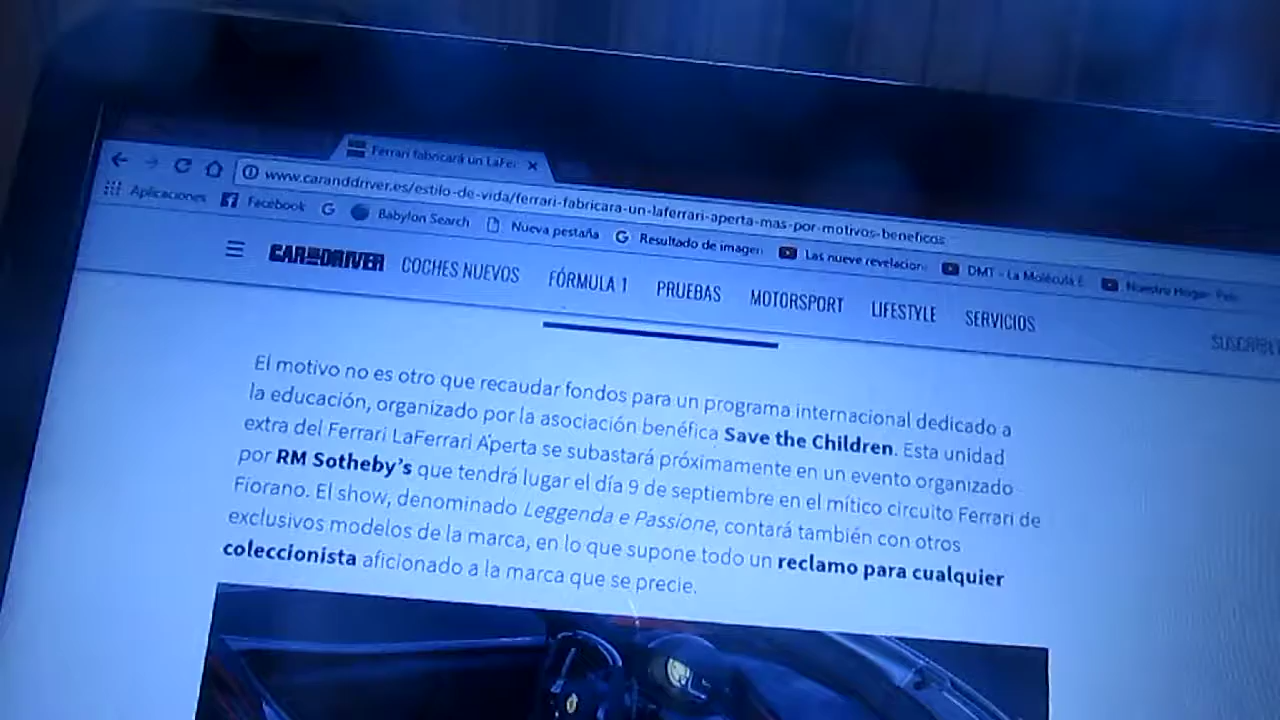 Ferrari fabricará un LaFer
www.caranddriver.es/estilo-de-vida/ferrari-fabricara-un-laferrari-aperta-mas-por-motivos-beneficos
Aplicaciones Facebook Babylon Search Nueva pestaña Resultado de imagen Las nueve revelacion DMT - La Molécula
CAR AND DRIVER COCHES NUEVOS FÓRMULA 1 PRUEBAS MOTORSPORT LIFESTYLE SERVICIOS
El motivo no es otro que recaudar fondos para un programa internacional dedicado a
la educación, organizado por la asociación benéfica Save the Children. Esta unidad
extra del Ferrari LaFerrari Aperta se subastará próximamente en un evento organizado
por RM Sotheby's que tendrá lugar el día 9 de septiembre en el mítico circuito Ferrari de
Fiorano. El show, denominado Leggenda e Passione, contará también con otros
exclusivos modelos de la marca, en lo que supone todo un reclamo para cualquier
coleccionista aficionado a la marca que se precie.